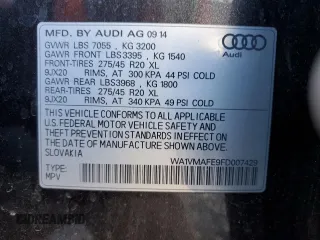 MFD. BY AUDI AG 09 14
GVWR LBS 7055 , KG 3200
GAWR FRONT LBS3395 , KG 1540
FRONT-TIRES 275/45 R20 XL
9JX20 RIMS, AT 300 KPA 44 PSI COLD
GAWR REAR LBS3968 , KG 1800
REAR-TIRES 275/45 R20 XL
9JX20 RIMS, AT 340 KPA 49 PSI COLD
Audi
THIS VEHICLE CONFORMS TO ALL APPLICABLE
U.S.FEDERAL MOTOR VEHICLE SAFETY AND
THEFT PREVENTION STANDARDS IN EFFECT ON
THE DATE OF MANUFACTURE SHOWN ABOVE.
SLOVAKIA
WA1VMAFE9FD007429
TYPE:
MPV
©IDREAM